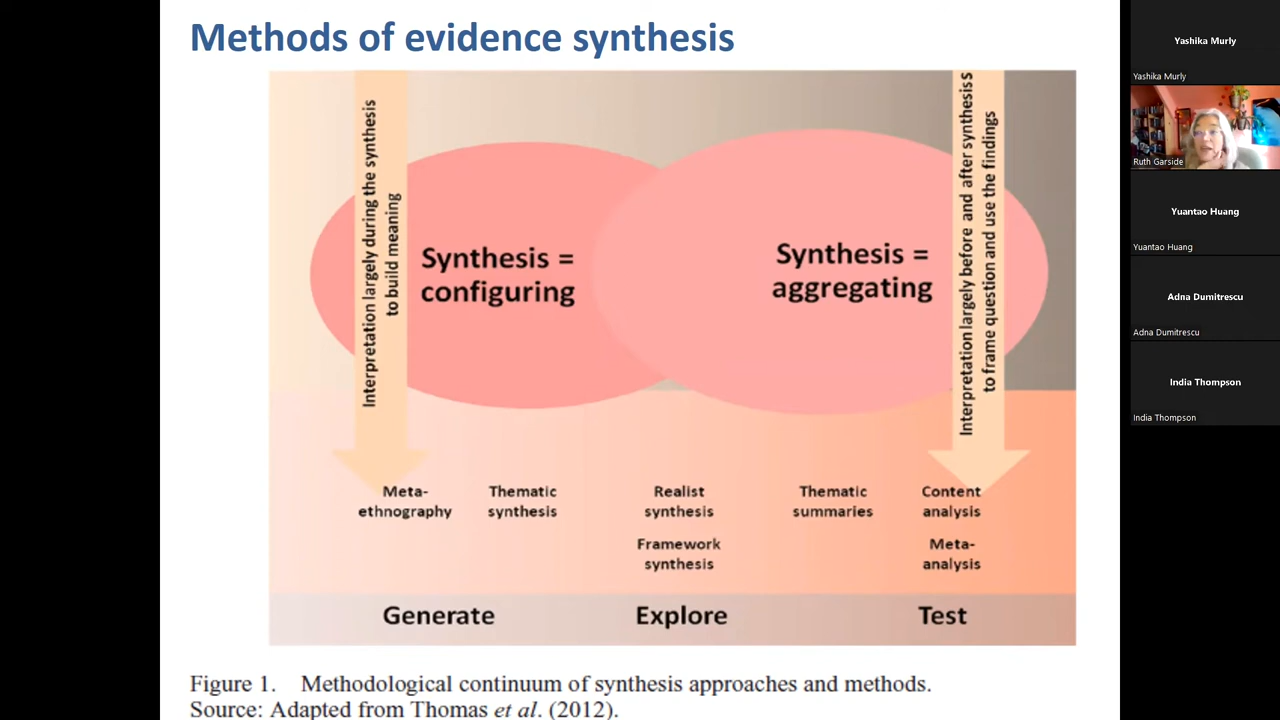 Methods of evidence synthesis
Interpretation largely during the synthesis
to build meaning
Synthesis =
configuring
Synthesis =
aggregating
Interpretation largely before and after synthesis s
to frame question and use the findings
Meta-
ethnography
Thematic
synthesis
Realist
synthesis
Framework
synthesis
Thematic
summaries
Content
analysis
Meta-
analysis
Generate
Explore
Test
Figure 1. Methodological continuum of synthesis approaches and methods.
Source: Adapted from Thomas et al. (2012).
Yashika Murly
Yashika Murly
Ruth Garside
Yuantao Huang
Yuantao Huang
Adna Dumitrescu
Adna Dumitrescu
India Thompson
India Thompson